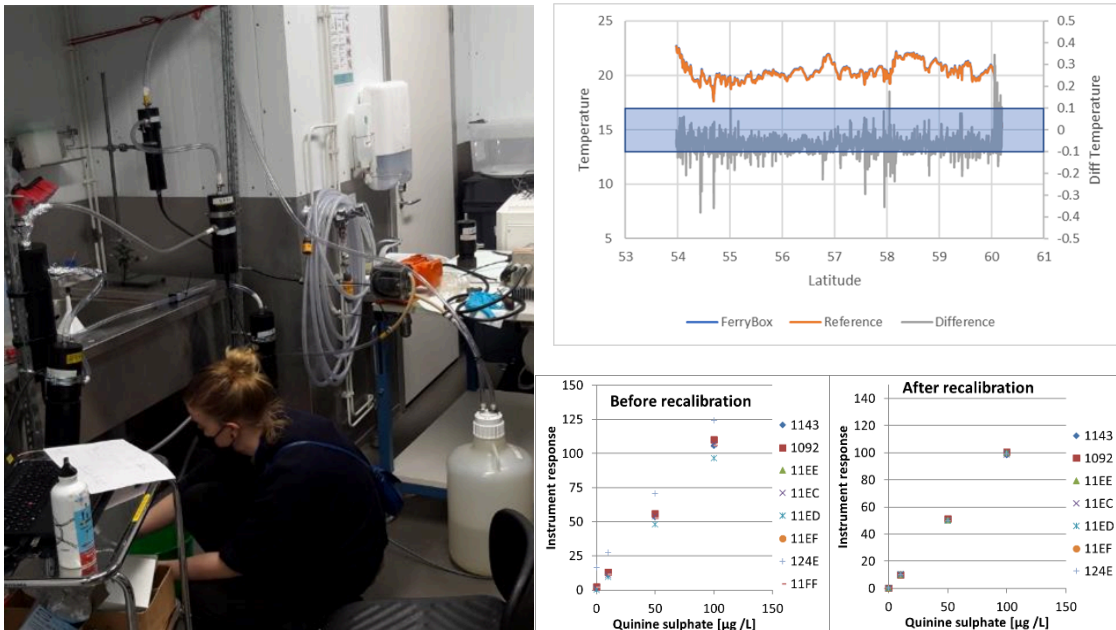 25
20
15
10
5
Temperature
0.5
0.4
0.3
0.2
0.1
0
-0.1
-0.2
-0.3
-0.4
-0.5
Diff Temperature
53 54 55 56 57 58 59 60 61
Latitude
FerryBox Reference Difference
Before recalibration
150
125
100
75
50
25
0
Instrument response
0 50 100 150
Quinine sulphate [µg /L]
1143
1092
11EE
11EC
11ED
11EF
124E
11FF
After recalibration
140
120
100
80
60
40
20
0
Instrument response
0 50 100 150
Quinine sulphate [µg /L]
1143
1092
11EE
11EC
11ED
11EF
124E